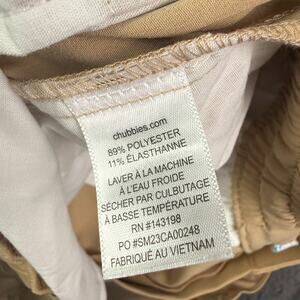 chubbies.com
89% POLYESTER
11% ÉLASTHANNE
LAVER À LA MACHINE
À L'EAU FROIDE
SÉCHER PAR CULBUTAGE
À BASSE TEMPÉRATURE
RN #143198
PO #SM23CA00248
FABRIQUÉ AU VIETNAM